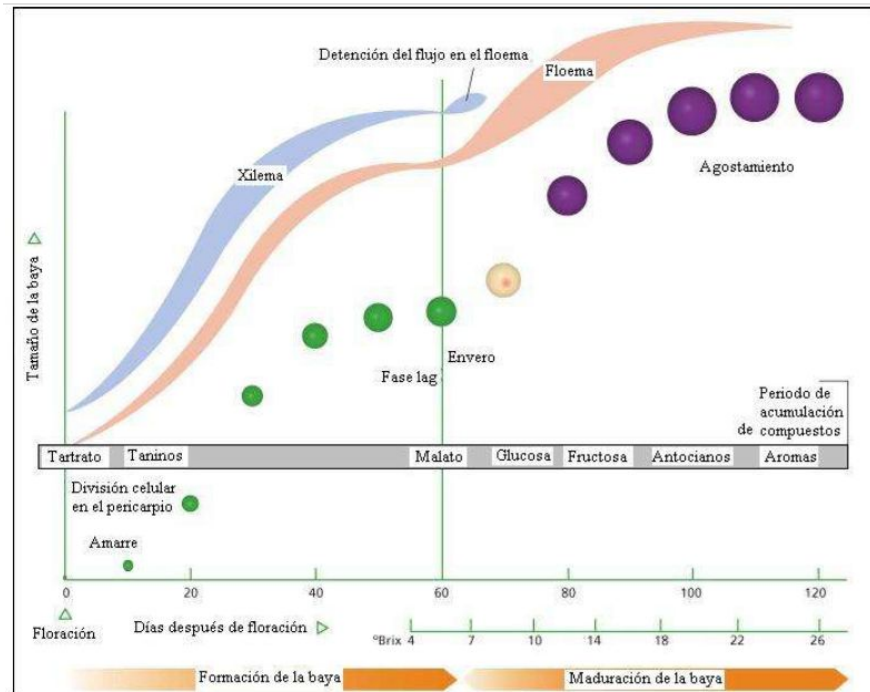 Detención del flujo en el floema
Floema
Xilema
Agostamiento
Tamaño de la baya
Envero
Fase lag
Periodo de
acumulación
de compuestos
Tartrato Taninos Malato Glucosa Fructosa Antocianos Aromas
División celular
en el pericarpio
Amarre
0 20 40 60 80 100 120
Floración
Días después de floración
ºBrix 4 7 10 14 18 22 26
Formación de la baya
Maduración de la baya